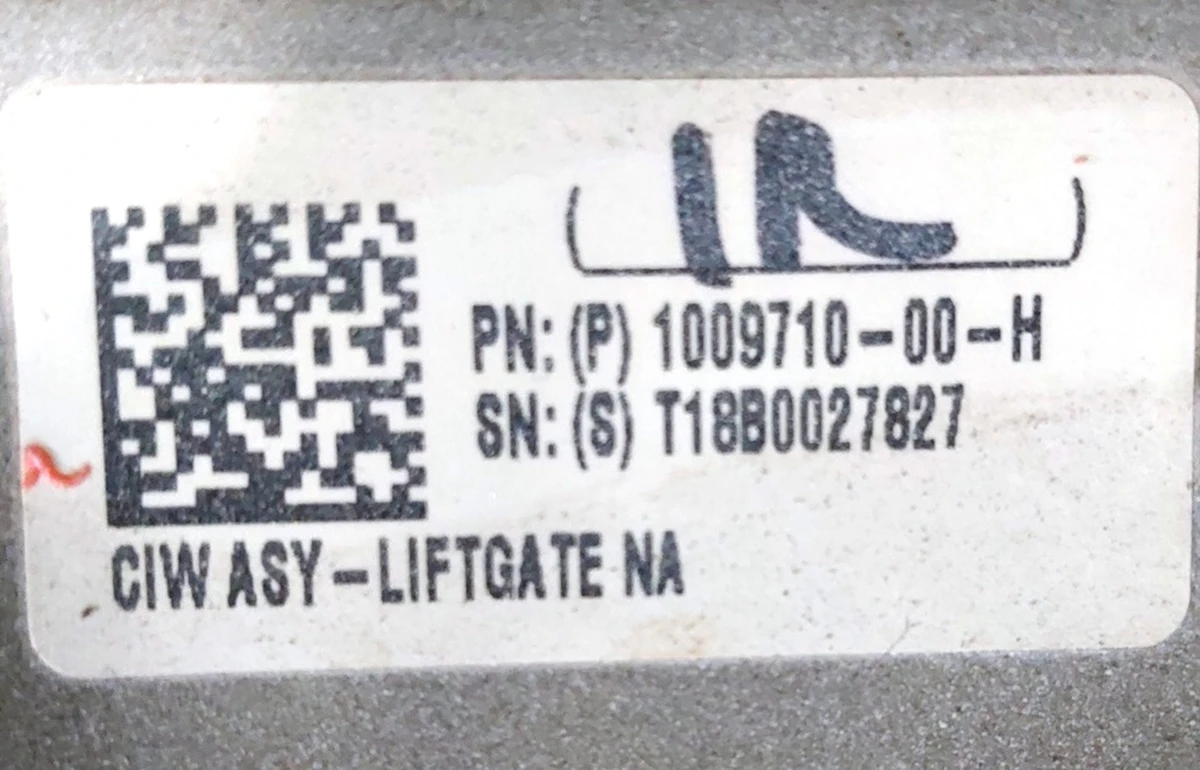 PN: (P) 1009710-00-H
SN: (S) T18B0027827
CIW ASY-LIFTGATE NA